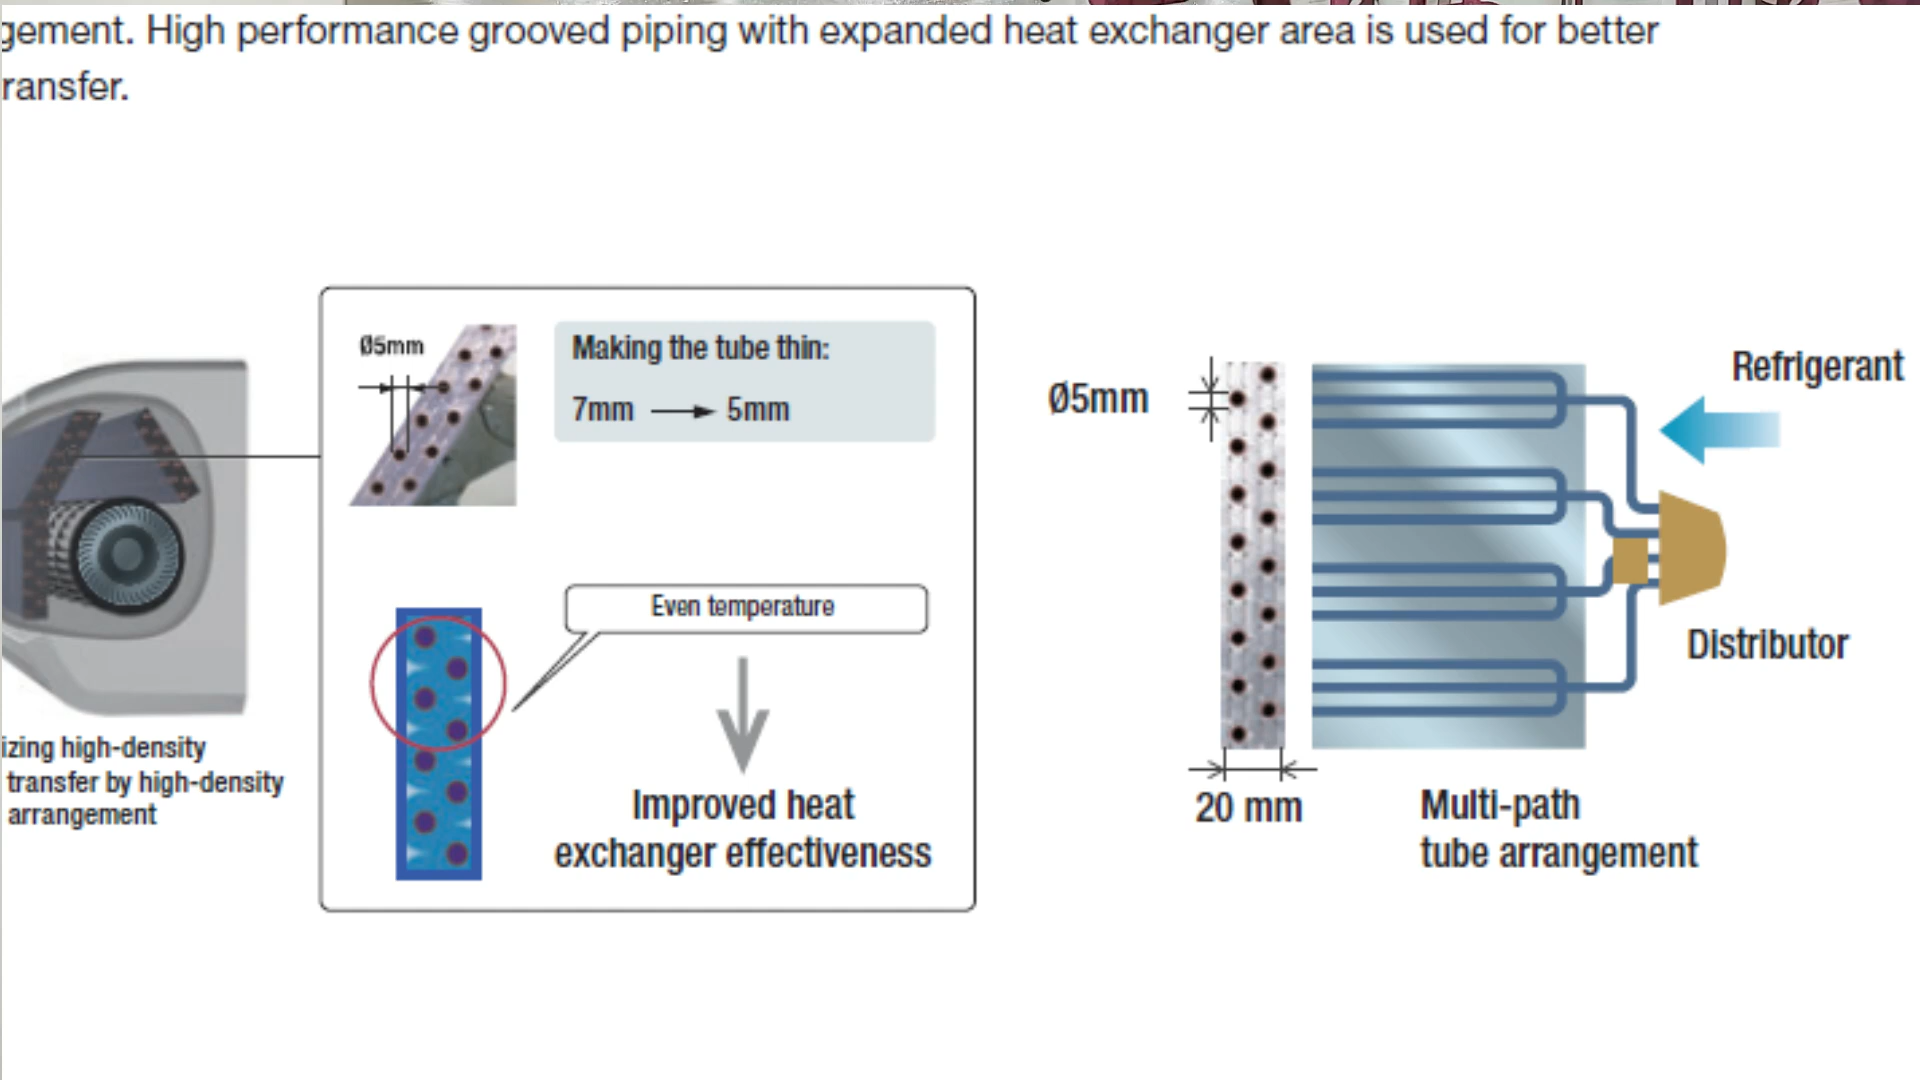 gement. High performance grooved piping with expanded heat exchanger area is used for better
ransfer.
Ø5mm
Making the tube thin:
7mm → 5mm
Even temperature
Improved heat
exchanger effectiveness
izing high-density
transfer by high-density
arrangement
Ø5mm
20 mm
Refrigerant
Distributor
Multi-path
tube arrangement